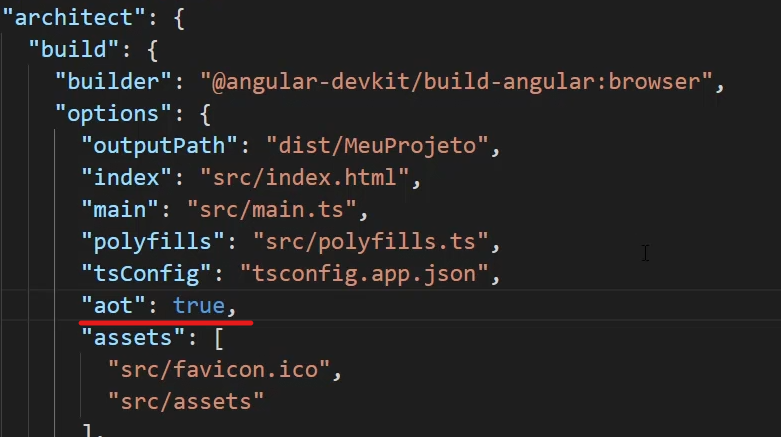 "architect": {
"build": {
"builder": "@angular-devkit/build-angular:browser",
"options": {
"outputPath": "dist/MeuProjeto",
"index": "src/index.html",
"main": "src/main.ts",
"polyfills": "src/polyfills.ts",
"tsConfig": "tsconfig.app.json",
"aot": true,
"assets": [
"src/favicon.ico",
"src/assets"
],